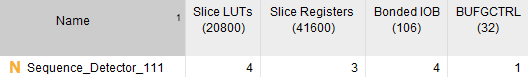 Name 1 Slice LUTs (20800) Slice Registers (41600) Bonded IOB (106) BUFGCTRL (32)
N Sequence_Detector_111 4 3 4 1